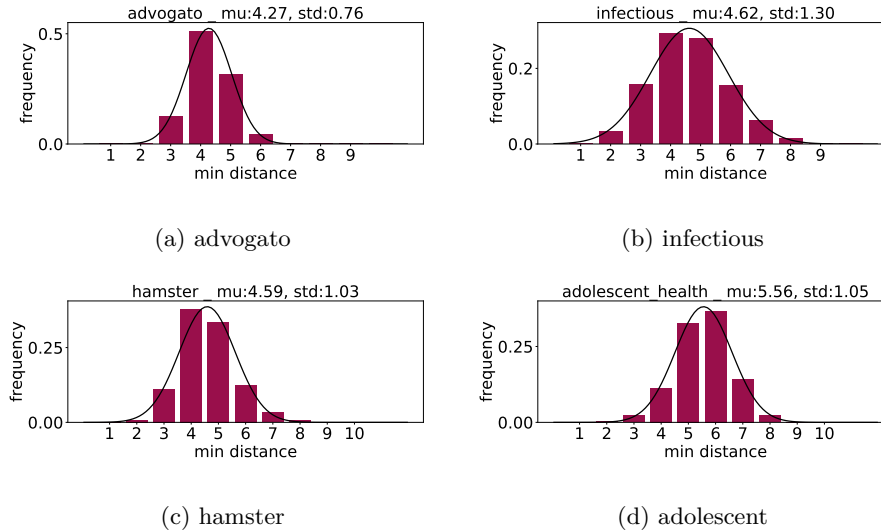 advogato _ mu:4.27, std:0.76
0.5
0.0
frequency
1 2 3 4 5 6 7 8 9
min distance
(a) advogato
infectious _ mu:4.62, std:1.30
0.2
0.0
frequency
1 2 3 4 5 6 7 8 9
min distance
(b) infectious
hamster _ mu:4.59, std:1.03
0.25
0.00
frequency
1 2 3 4 5 6 7 8 9 10
min distance
(c) hamster
adolescent_health _ mu:5.56, std:1.05
0.25
0.00
frequency
1 2 3 4 5 6 7 8 9 10
min distance
(d) adolescent